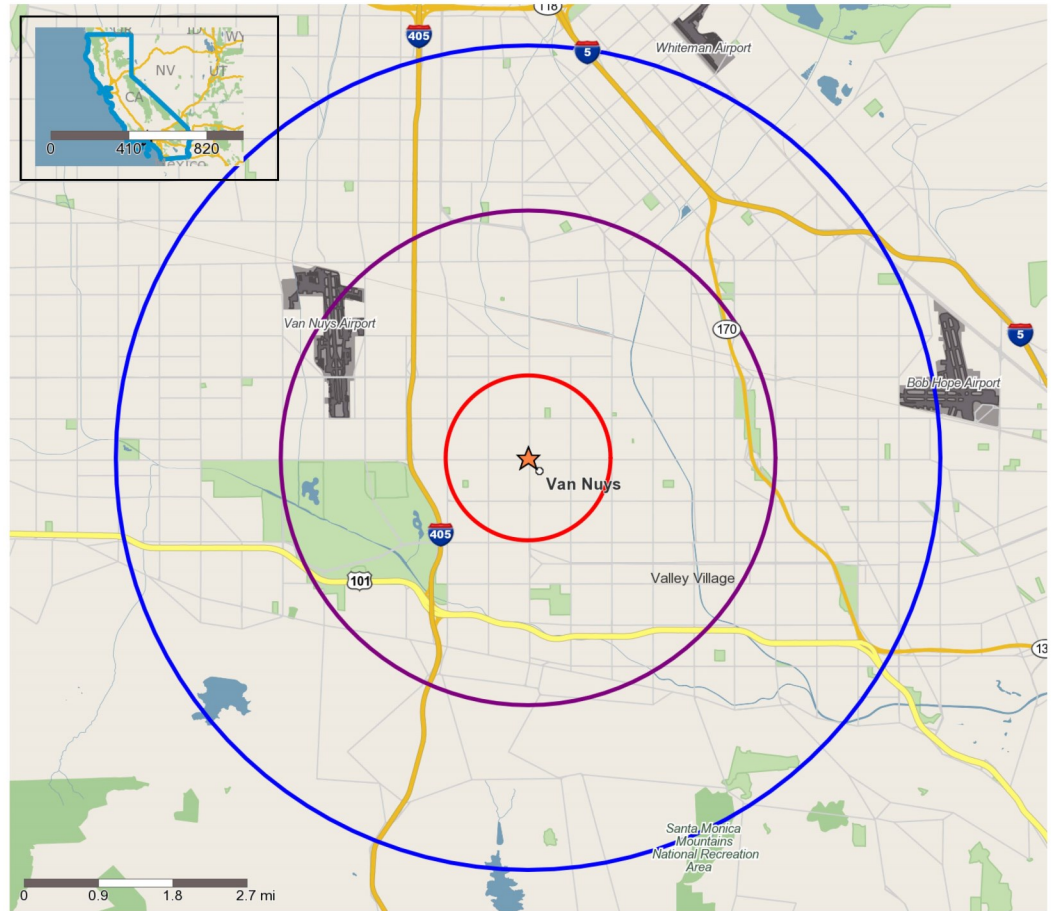 118
405
5
Whiteman Airport
NV
UT
CA
0
410
820
Van Nuys Airport
170
5
Bob Hope Airport
Van Nuys
405
101
Valley Village
Santa Monica
Mountains
National Recreation
Area
0
0.9
1.8
2.7 mi